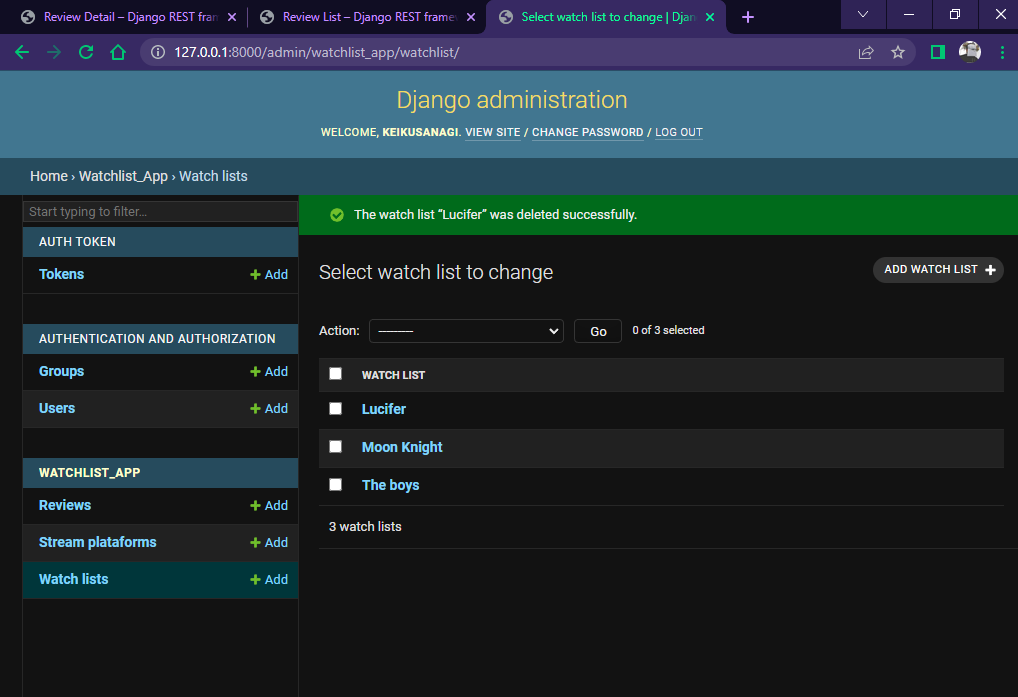 Review Detail – Django REST fram
Review List – Django REST framew
Select watch list to change | Djan
127.0.0.1:8000/admin/watchlist_app/watchlist/
Django administration
WELCOME, KEIKUSANAGI. VIEW SITE / CHANGE PASSWORD / LOG OUT
Home › Watchlist_App › Watch lists
Start typing to filter...
AUTH TOKEN
Tokens + Add
AUTHENTICATION AND AUTHORIZATION
Groups + Add
Users + Add
WATCHLIST_APP
Reviews + Add
Stream plataforms + Add
Watch lists + Add
The watch list “Lucifer” was deleted successfully.
Select watch list to change
ADD WATCH LIST +
Action: --------- Go 0 of 3 selected
WATCH LIST
Lucifer
Moon Knight
The boys
3 watch lists